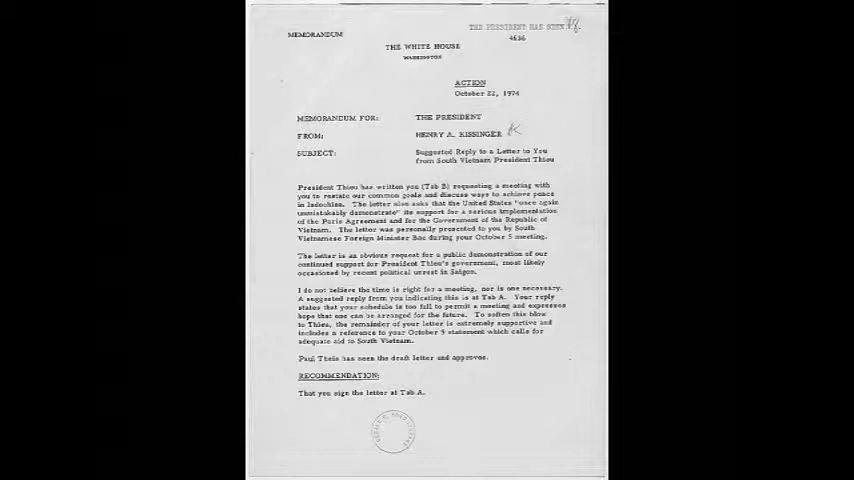 THE PRESIDENT HAS SEEN
4636
MEMORANDUM
THE WHITE HOUSE
WASHINGTON
ACTION
October 22, 1974
MEMORANDUM FOR: THE PRESIDENT
FROM: HENRY A. KISSINGER
SUBJECT: Suggested Reply to a Letter to You
from South Vietnam President Thieu
President Thieu has written you (Tab B) requesting a meeting with
you to restate our common goals and discuss ways to achieve peace
in Indochina. The letter also asks that the United States "once again
unmistakably demonstrate" its support for a serious implementation
of the Paris Agreement and for the Government of the Republic of
Vietnam. The letter was personally presented to you by South
Vietnamese Foreign Minister Bac during your October 5 meeting.
The letter is an obvious request for a public demonstration of our
continued support for President Thieu's government, most likely
occasioned by recent political unrest in Saigon.
I do not believe the time is right for a meeting, nor is one necessary.
A suggested reply from you indicating this is at Tab A. Your reply
states that your schedule is too full to permit a meeting and expresses
hope that one can be arranged for the future. To soften this blow
to Thieu, the remainder of your letter is extremely supportive and
includes a reference to your October 9 statement which calls for
adequate aid to South Vietnam.
Paul Theis has seen the draft letter and approves.
RECOMMENDATION:
That you sign the letter at Tab A.